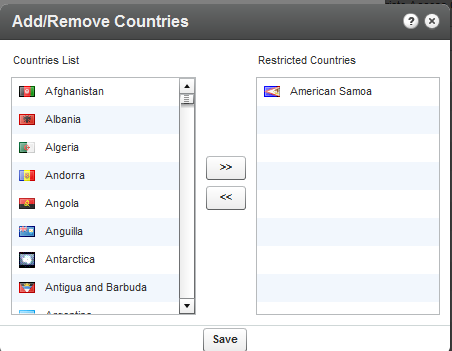 Add/Remove Countries
?
Countries List
Restricted Countries
Afghanistan
Albania
Algeria
Andorra
Angola
Anguilla
Antarctica
Antigua and Barbuda
American Samoa
>>
<<
Save